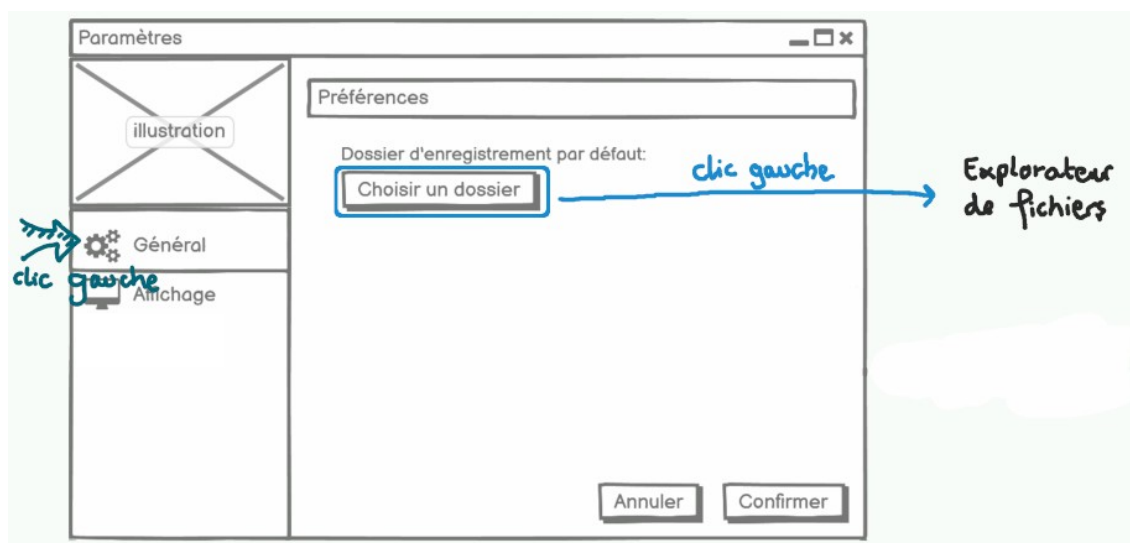 Paramètres
illustration
Préférences
Dossier d'enregistrement par défaut:
Choisir un dossier
clic gauche
Explorateur
de fichiers
Général
clic gauche
Affichage
Annuler
Confirmer